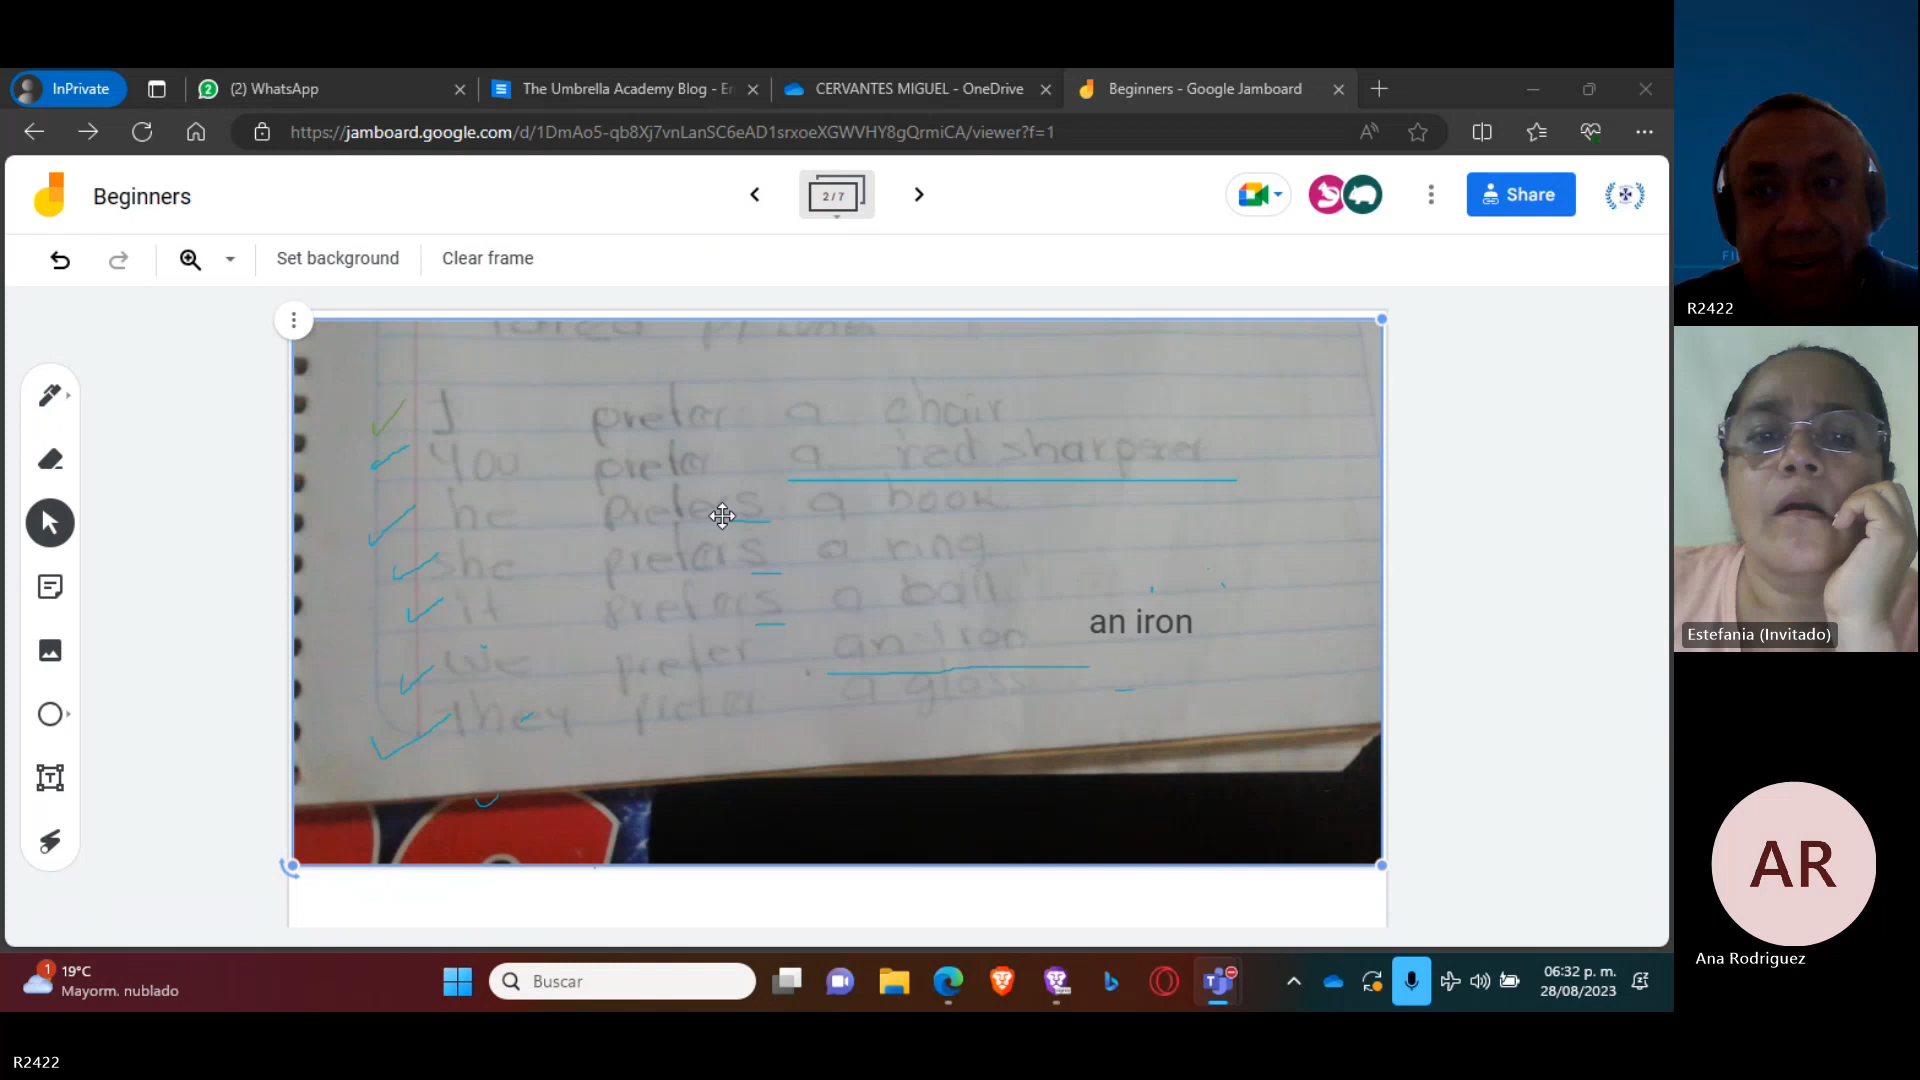 InPrivate
(2) WhatsApp
The Umbrella Academy Blog - En
CERVANTES MIGUEL - OneDrive
Beginners - Google Jamboard
https://jamboard.google.com/d/1DmAo5-qb8Xj7vnLanSC6eAD1srxoeXGWVHY8gQrmiCA/viewer?f=1
Beginners
2 / 7
Share
Set background
Clear frame
I prefer a chair
You prefer a red sharpener
he prefers a book
she prefers a ring
it prefers a ball
an iron
we prefer an iron
they a glass
R2422
Estefania (Invitado)
AR
Ana Rodriguez
1
19°C
Mayorm. nublado
Buscar
06:32 p. m.
28/08/2023
R2422